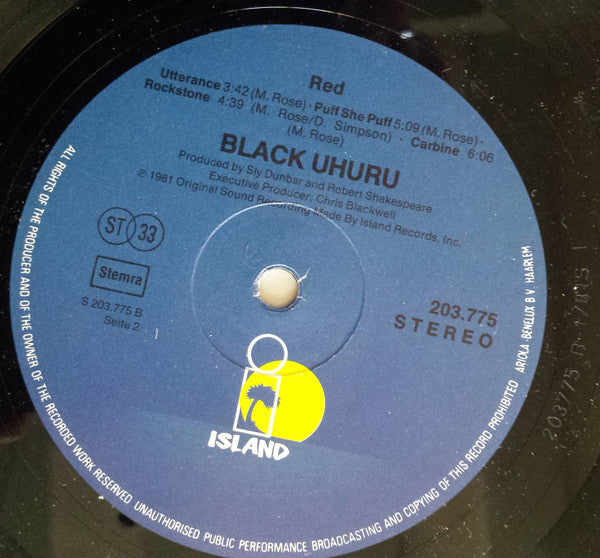 Red
Utterance 3:42 (M. Rose) · Puff She Puff 5:09 (M. Rose) ·
Rockstone 4:39 (M. Rose/D. Simpson) · Carbine 6:06
(M. Rose)
BLACK UHURU
Produced by Sly Dunbar and Robert Shakespeare
Executive Producer: Chris Blackwell
℗ 1981 Original Sound Recording Made By Island Records, Inc.
ST 33
Stemra
S 203.775 B
Seite 2
203.775
STEREO
ISLAND
ALL RIGHTS OF THE PRODUCER AND OF THE OWNER OF THE RECORDED WORK RESERVED UNAUTHORISED PUBLIC PERFORMANCE BROADCASTING AND COPYING OF THIS RECORD PROHIBITED ARIOLA-BENELUX B.V. HAARLEM
203775 B